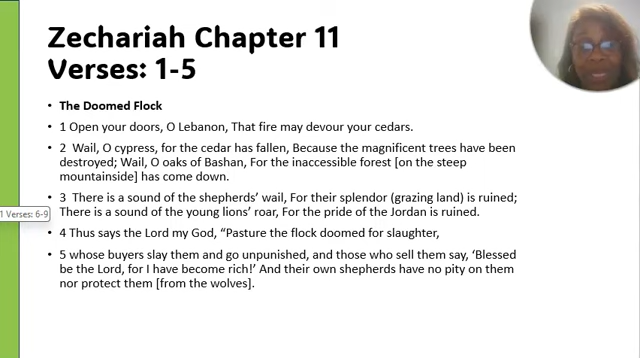 Zechariah Chapter 11
Verses: 1-5
• The Doomed Flock
• 1 Open your doors, O Lebanon, That fire may devour your cedars.
• 2 Wail, O cypress, for the cedar has fallen, Because the magnificent trees have been
destroyed; Wail, O oaks of Bashan, For the inaccessible forest [on the steep
mountainside] has come down.
• 3 There is a sound of the shepherds’ wail, For their splendor (grazing land) is ruined;
There is a sound of the young lions’ roar, For the pride of the Jordan is ruined.
1 Verses: 6-9
• 4 Thus says the Lord my God, “Pasture the flock doomed for slaughter,
• 5 whose buyers slay them and go unpunished, and those who sell them say, ‘Blessed
be the Lord, for I have become rich!’ And their own shepherds have no pity on them
nor protect them [from the wolves].